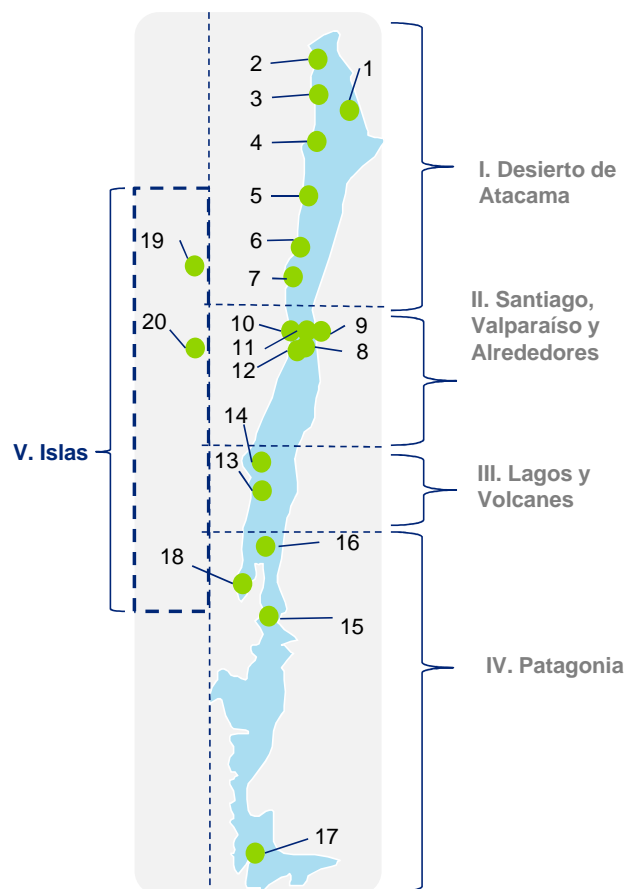 2
1
3
4
I. Desierto de
Atacama
5
19
6
7
II. Santiago,
Valparaíso y
Alrededores
20
10
9
11
8
12
14
V. Islas
13
III. Lagos y
Volcanes
16
18
15
IV. Patagonia
17